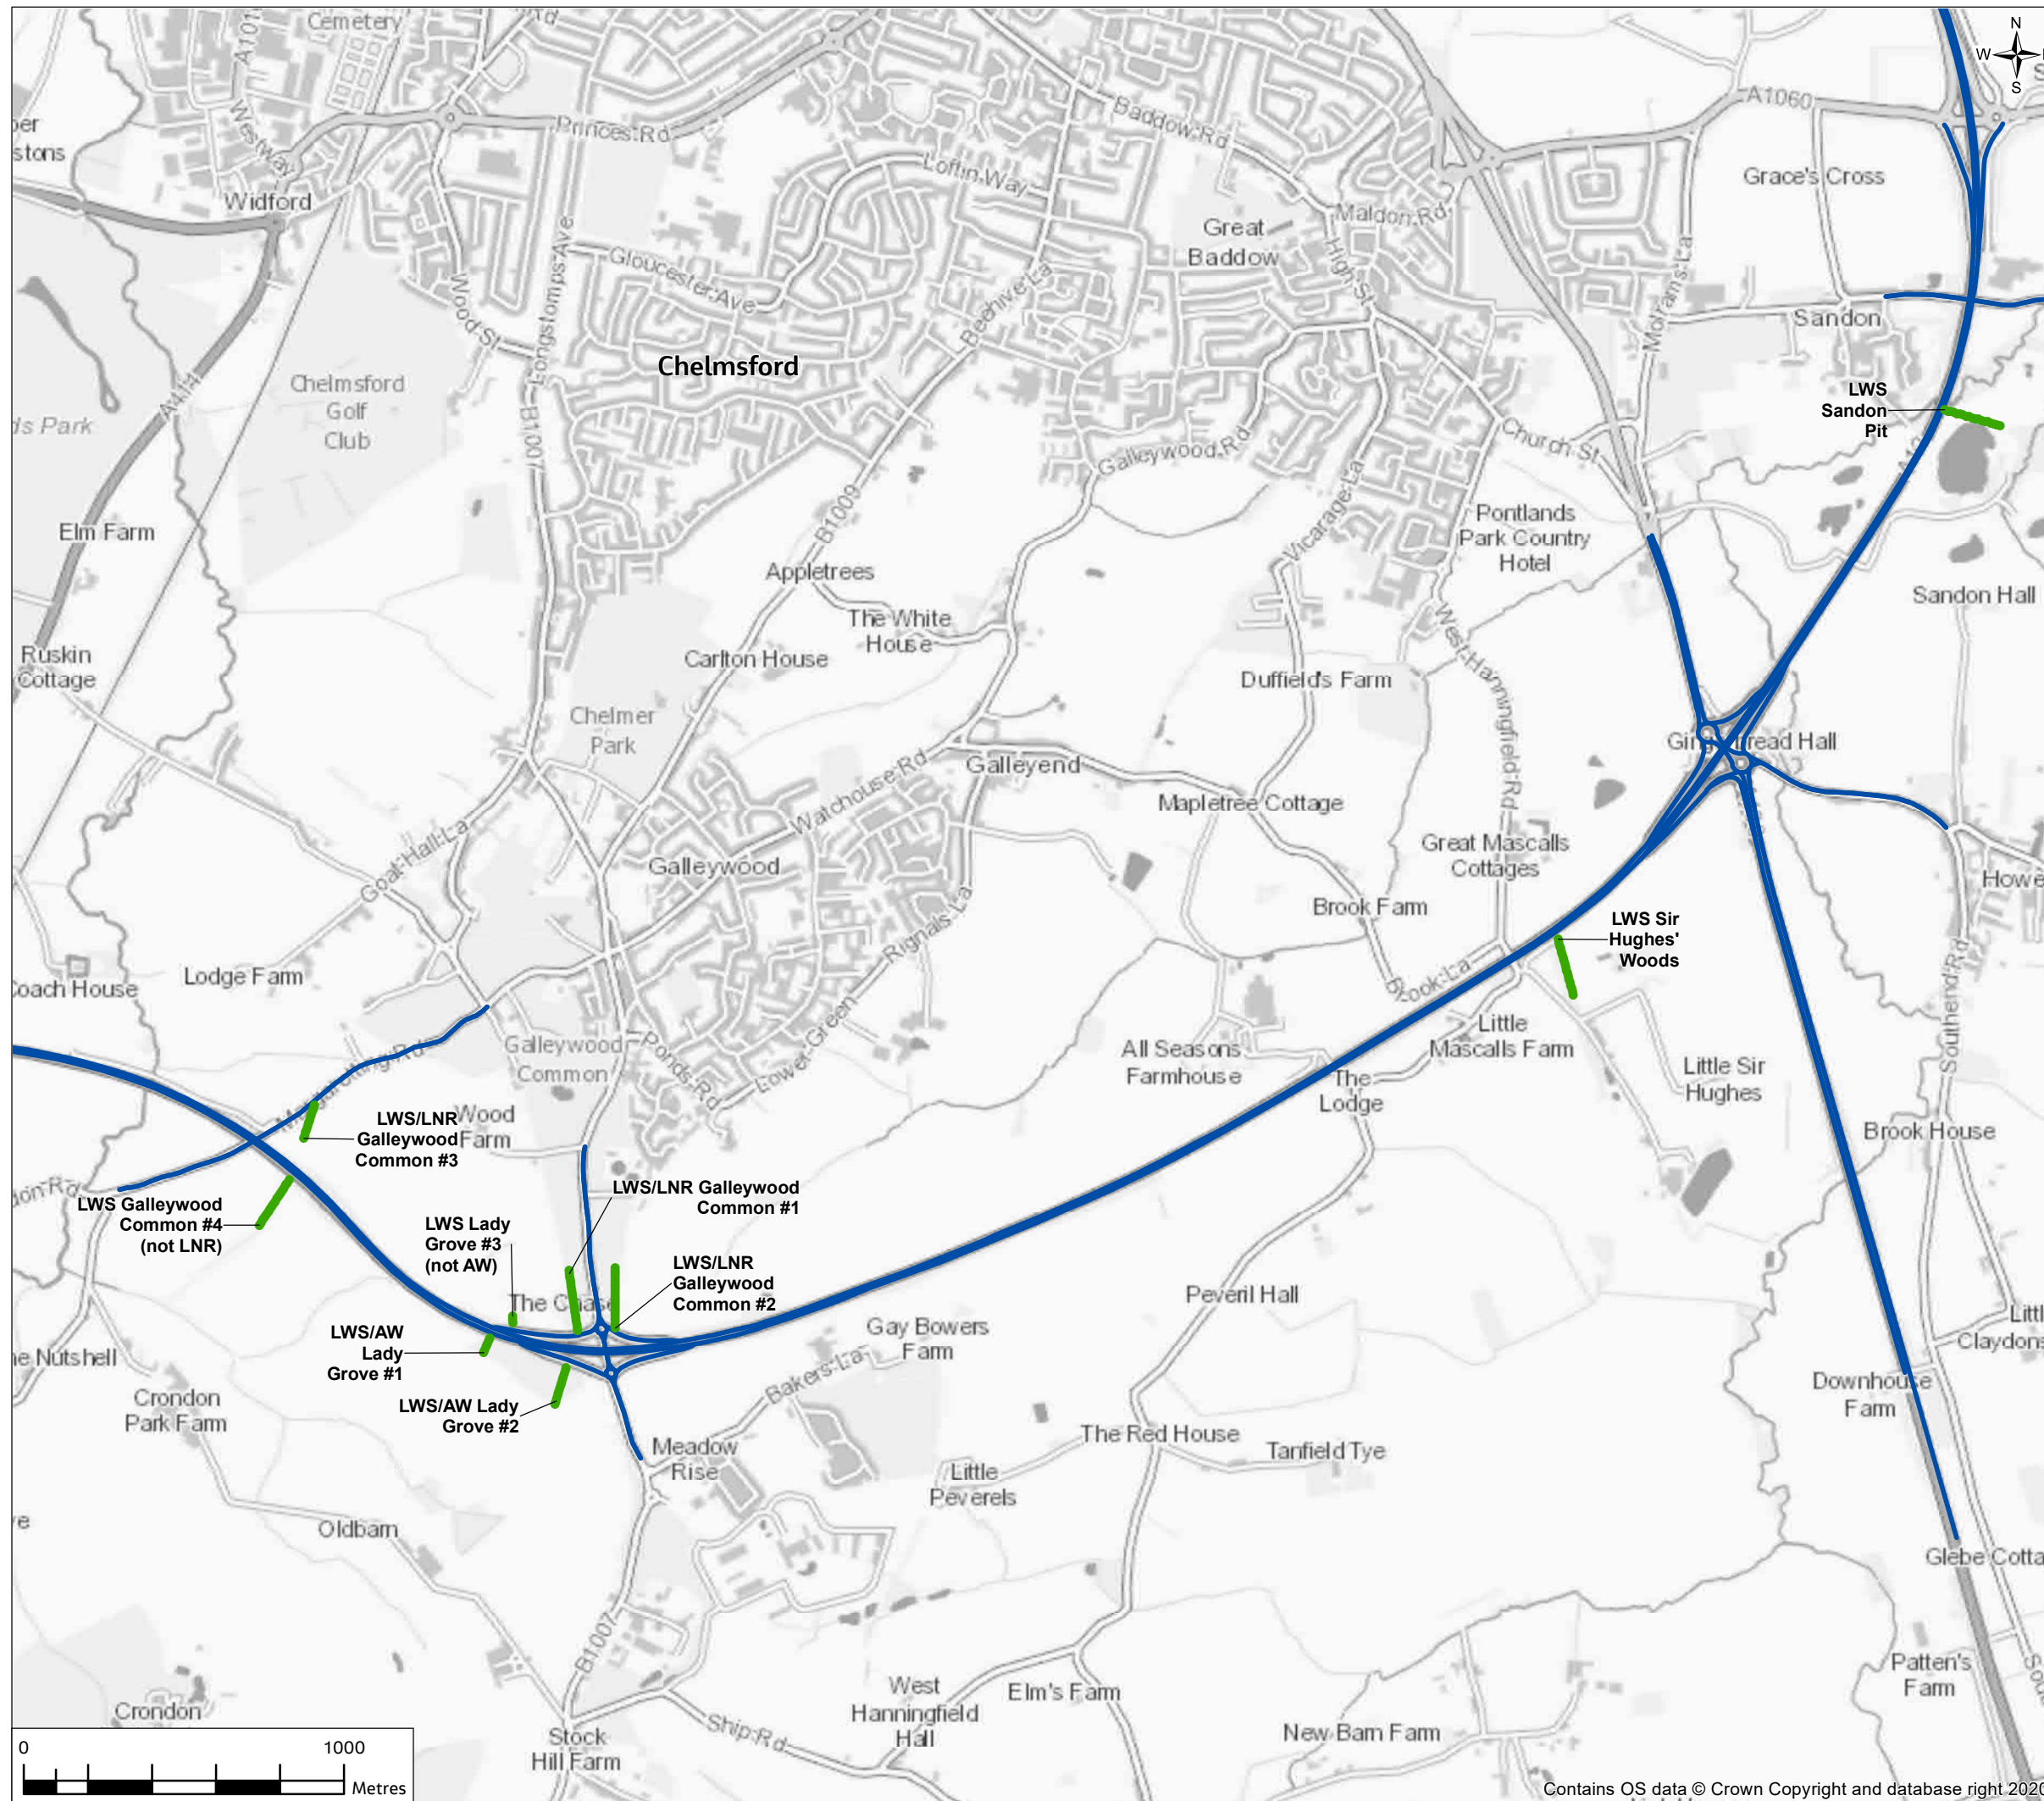 Cemetery
Rd
N
W
S
A1060
Princes Rd
Baddow Rd
Westway
Loftin Way
Grace's Cross
Widford
Maldon Rd
Great
Baddow
High St
Gloucester Ave
Longstomps Ave
Wood St
Beehive La
Molrams La
Sandon
Chelmsford
Chelmsford
Golf
Club
A414
B1007
LWS
Sandon
Pit
ds Park
Galleywood Rd
Church St
Vicarage La
B1009
Pontlands
Park Country
Hotel
Elm Farm
Appletrees
Sandon Hall
The White
House
Ruskin
Cottage
Carlton House
Duffield's Farm
West Hanningfield Rd
Chelmer
Park
Galleyend
Watchouse Rd
Mapletree Cottage
Goat Hall La
Galleywood
Great Mascalls
Cottages
Brook Farm
Rignals La
LWS Sir
Hughes'
Woods
Lodge Farm
Coach House
Brook La
Southend Rd
Galleywood
Common
Ponds Rd
Lower Green
All Seasons
Farmhouse
Little
Mascalls Farm
The
Lodge
Little Sir
Hughes
LWS/LNR
Galleywood
Common #3
Wood
Farm
Brook House
LWS Galleywood
Common #4
(not LNR)
LWS/LNR Galleywood
Common #1
LWS Lady
Grove #3
(not AW)
LWS/LNR
Galleywood
Common #2
The Chase
Peveril Hall
LWS/AW
Lady
Grove #1
Gay Bowers
Farm
Bakers La
Crondon
Park Farm
LWS/AW Lady
Grove #2
Downhouse
Farm
Meadow
Rise
The Red House
Tanfield Tye
Little
Peverels
Oldbarn
B1007
Patten's
Farm
West
Hanningfield
Hall
Elm's Farm
Crondon
Ship Rd
New Barn Farm
Stock
Hill Farm
0 1000
Metres
Contains OS data © Crown Copyright and database right 2020